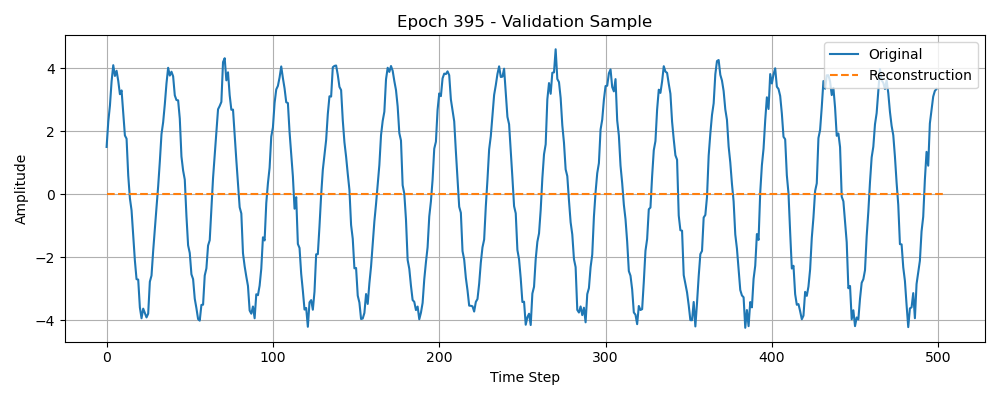 Epoch 395 - Validation Sample
Original
Reconstruction
Amplitude
4
2
0
−2
−4
0 100 200 300 400 500
Time Step